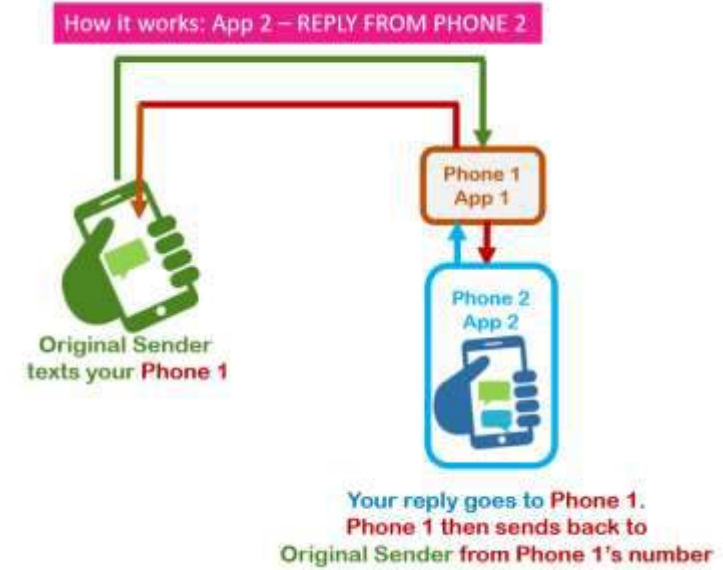 How it works: App 2 – REPLY FROM PHONE 2
Phone 1
App 1
Phone 2
App 2
Original Sender
texts your Phone 1
Your reply goes to Phone 1.
Phone 1 then sends back to
Original Sender from Phone 1's number